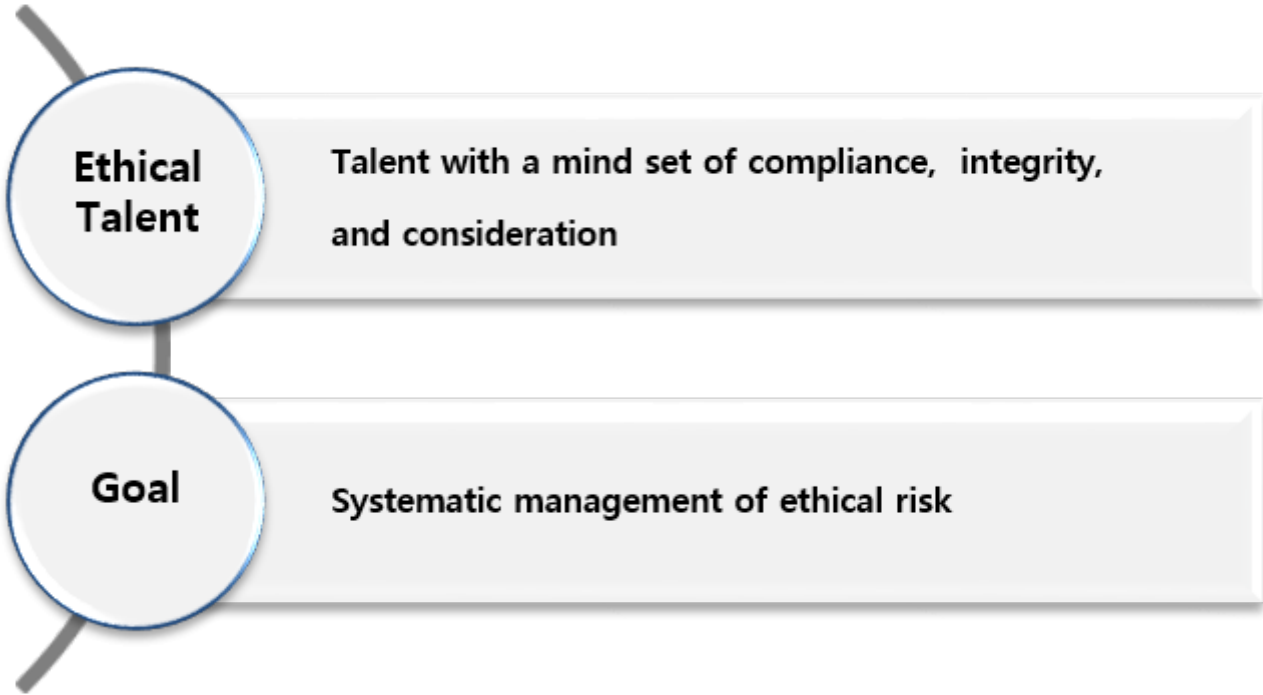 Ethical
Talent
Talent with a mind set of compliance,  integrity,
and consideration
Goal
Systematic management of ethical risk